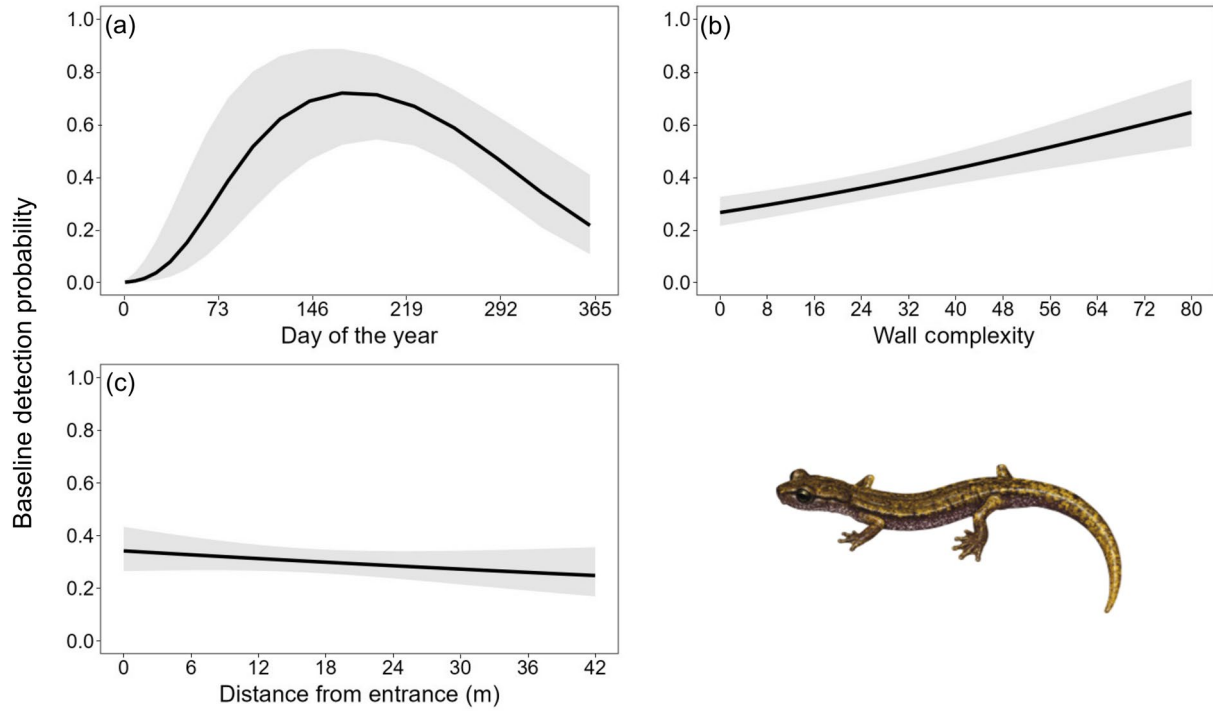 Baseline detection probability
(a)
1.0
0.8
0.6
0.4
0.2
0.0
0 73 146 219 292 365
Day of the year
(b)
1.0
0.8
0.6
0.4
0.2
0.0
0 8 16 24 32 40 48 56 64 72 80
Wall complexity
(c)
1.0
0.8
0.6
0.4
0.2
0.0
0 6 12 18 24 30 36 42
Distance from entrance (m)